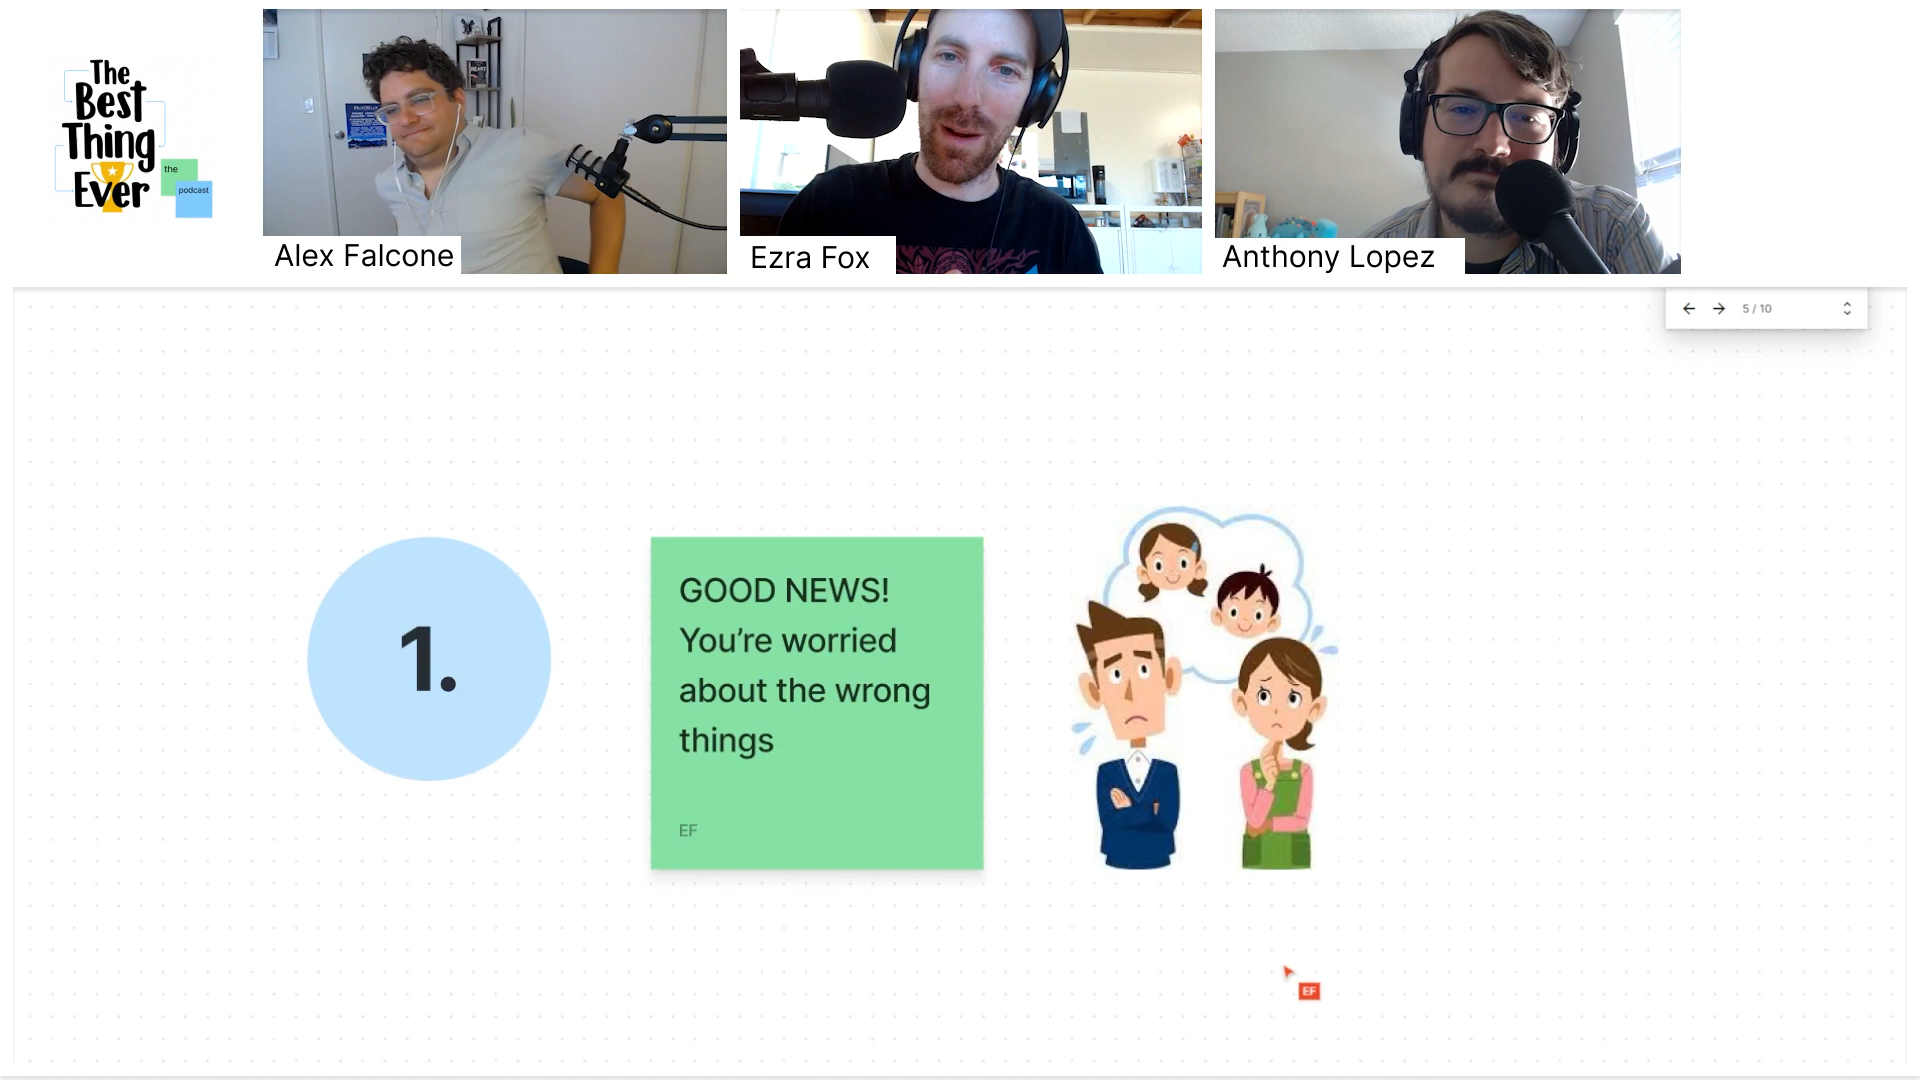 The
Best
Thing
Ever
the
podcast
Alex Falcone
Ezra Fox
Anthony Lopez
5 / 10
1.
GOOD NEWS!
You’re worried
about the wrong
things
EF
EF